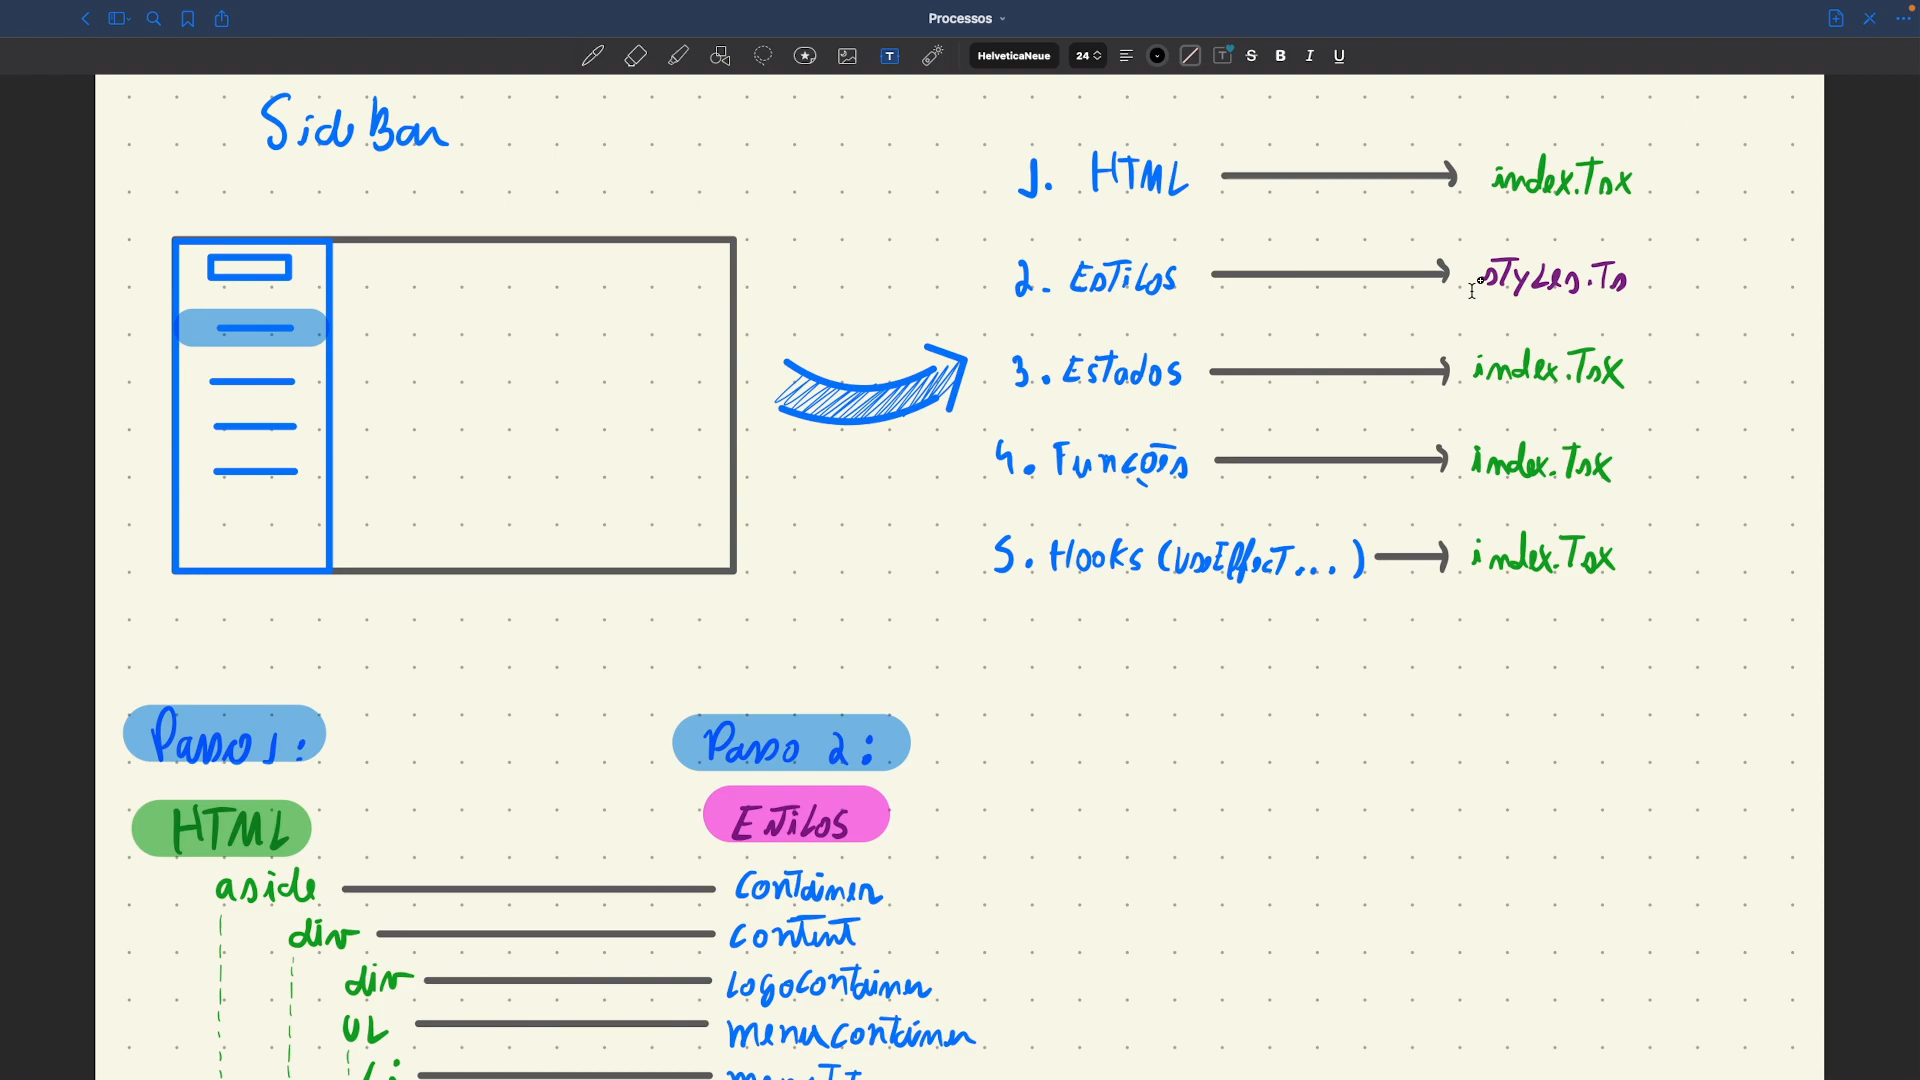 Processos
HelveticaNeue 24 T S B I U
SideBar
1. HTML → index.Tsx
2. EsTiLos → sTyLes.Ts
3. Estados → index.TsX
4. Funções → index.TsX
5. Hooks (UseEffecT...) → index.Tsx
Passo 1:
Passo 2:
HTML
EsTiLos
aside
ConTainer
div
conTenT
div
LogoconTainer
UL
menuconTainer
Li